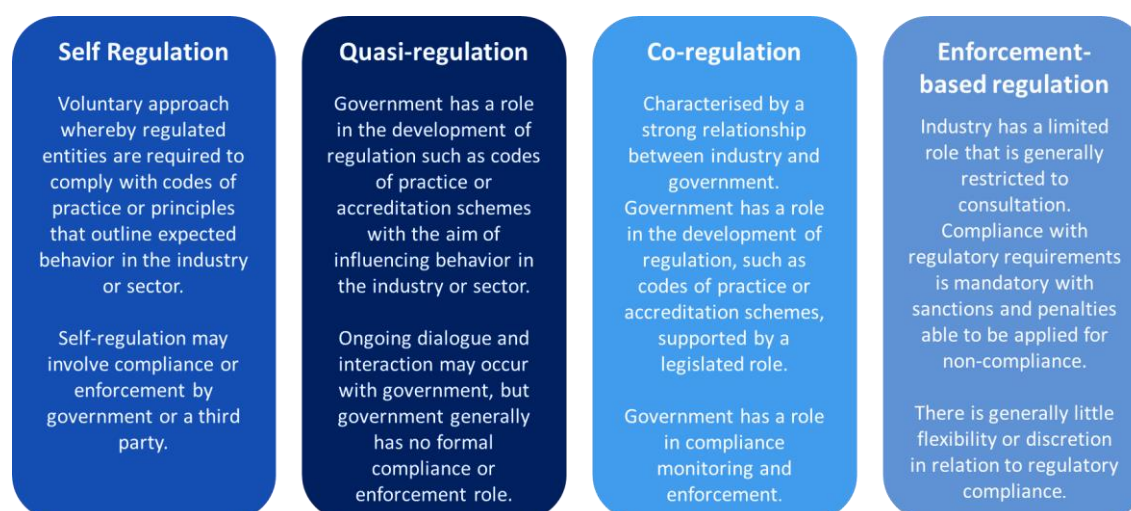 Self Regulation
Voluntary approach
whereby regulated
entities are required to
comply with codes of
practice or principles
that outline expected
behavior in the industry
or sector.
Self-regulation may
involve compliance or
enforcement by
government or a third
party.
Quasi-regulation
Government has a role
in the development of
regulation such as codes
of practice or
accreditation schemes
with the aim of
influencing behavior in
the industry or sector.
Ongoing dialogue and
interaction may occur
with government, but
government generally
has no formal
compliance or
enforcement role.
Co-regulation
Characterised by a
strong relationship
between industry and
government.
Government has a role
in the development of
regulation, such as
codes of practice or
accreditation schemes,
supported by a
legislated role.
Government has a role
in compliance
monitoring and
enforcement.
Enforcement-
based regulation
Industry has a limited
role that is generally
restricted to
consultation.
Compliance with
regulatory requirements
is mandatory with
sanctions and penalties
able to be applied for
non-compliance.
There is generally little
flexibility or discretion
in relation to regulatory
compliance.